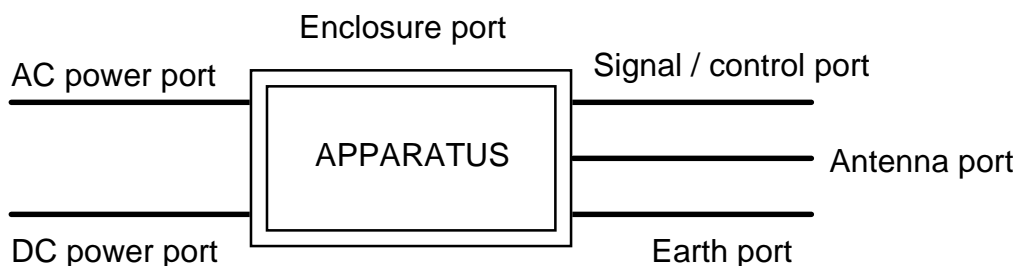 Enclosure port
AC power port
Signal / control port
APPARATUS
Antenna port
DC power port
Earth port